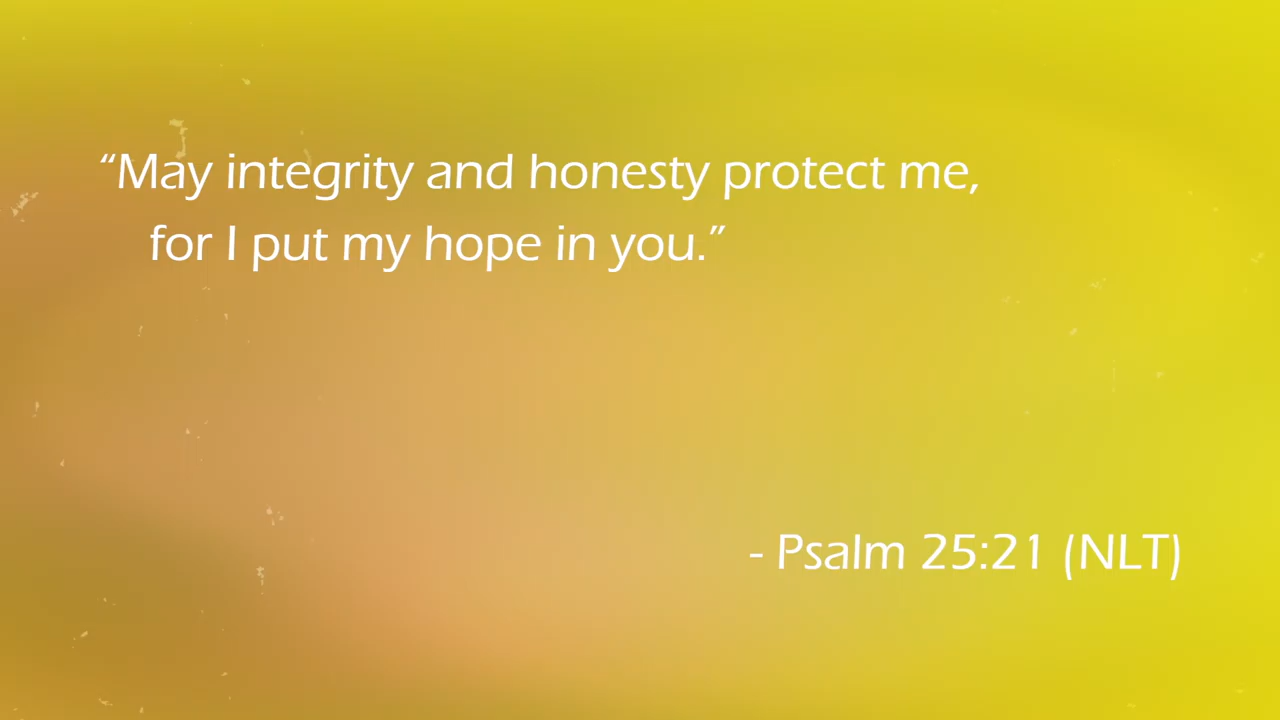 “May integrity and honesty protect me,
for I put my hope in you.”
- Psalm 25:21 (NLT)